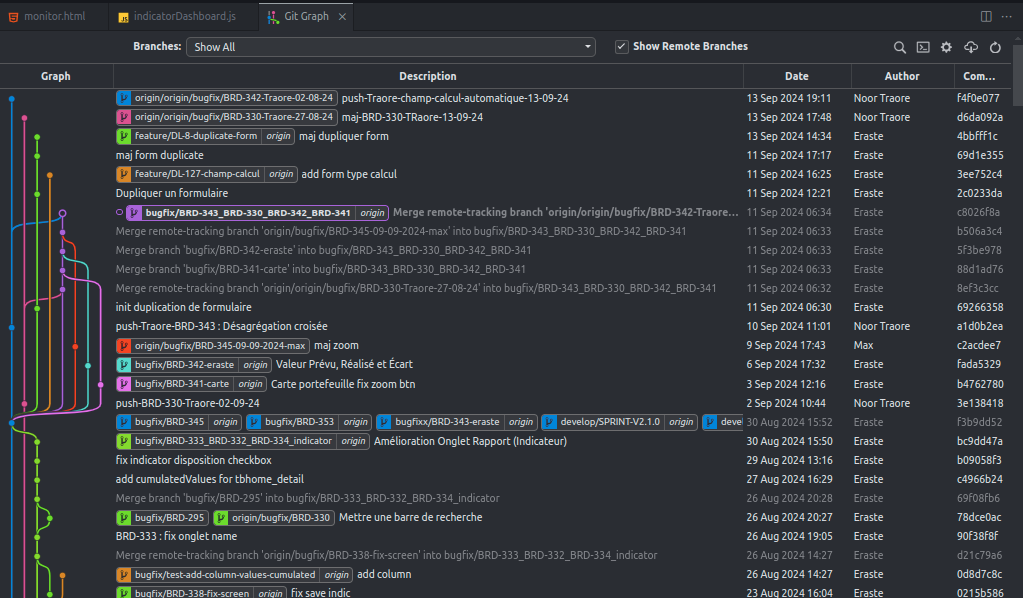 monitor.html indicatorDashboard.js Git Graph
Branches: Show All Show Remote Branches
Graph Description Date Author Com...
origin/origin/bugfix/BRD-342-Traore-02-08-24 push-Traore-champ-calcul-automatique-13-09-24 13 Sep 2024 19:11 Noor Traore f4f0e077
origin/origin/bugfix/BRD-330-Traore-27-08-24 maj-BRD-330-TRaore-13-09-24 13 Sep 2024 17:48 Noor Traore d6da092a
feature/DL-8-duplicate-form origin maj dupliquer form 13 Sep 2024 14:34 Eraste 4bbfff1c
maj form duplicate 11 Sep 2024 17:17 Eraste 69d1e355
feature/DL-127-champ-calcul origin add form type calcul 11 Sep 2024 16:25 Eraste 3ee752c4
Dupliquer un formulaire 11 Sep 2024 12:21 Eraste 2c0233da
bugfix/BRD-343_BRD-330_BRD-342_BRD-341 origin Merge remote-tracking branch 'origin/origin/bugfix/BRD-342-Traore... 11 Sep 2024 06:34 Eraste c8026f8a
Merge remote-tracking branch 'origin/bugfix/BRD-345-09-09-2024-max' into bugfix/BRD-343_BRD-330_BRD-342_BRD-341 11 Sep 2024 06:33 Eraste b506a3c4
Merge branch 'bugfix/BRD-342-eraste' into bugfix/BRD-343_BRD-330_BRD-342_BRD-341 11 Sep 2024 06:33 Eraste 5f3be978
Merge branch 'bugfix/BRD-341-carte' into bugfix/BRD-343_BRD-330_BRD-342_BRD-341 11 Sep 2024 06:33 Eraste 88d1ad76
Merge remote-tracking branch 'origin/origin/bugfix/BRD-330-Traore-27-08-24' into bugfix/BRD-343_BRD-330_BRD-342_BRD-341 11 Sep 2024 06:32 Eraste 8ef3c3cc
init duplication de formulaire 11 Sep 2024 06:30 Eraste 69266358
push-Traore-BRD-343 : Désagrégation croisée 10 Sep 2024 11:01 Noor Traore a1d0b2ea
origin/bugfix/BRD-345-09-09-2024-max maj zoom 9 Sep 2024 17:43 Max c2acdee7
bugfix/BRD-342-eraste origin Valeur Prévu, Réalisé et Écart 6 Sep 2024 17:32 Eraste fada5329
bugfix/BRD-341-carte origin Carte portefeuille fix zoom btn 3 Sep 2024 12:16 Eraste b4762780
push-BRD-330-Traore-02-09-24 2 Sep 2024 10:44 Noor Traore 3e138418
bugfix/BRD-345 origin bugfix/BRD-353 origin bugfixx/BRD-343-eraste origin develop/SPRINT-V2.1.0 origin deve 30 Aug 2024 15:52 Eraste f3b9dd52
bugfix/BRD-333_BRD-332_BRD-334_indicator origin Amélioration Onglet Rapport (Indicateur) 30 Aug 2024 15:50 Eraste bc9dd47a
fix indicator disposition checkbox 29 Aug 2024 13:16 Eraste b09058f3
add cumulatedValues for tbhome_detail 27 Aug 2024 16:29 Eraste c4966b24
Merge branch 'bugfix/BRD-295' into bugfix/BRD-333_BRD-332_BRD-334_indicator 26 Aug 2024 20:28 Eraste 69f08fb6
bugfix/BRD-295 origin/bugfix/BRD-330 Mettre une barre de recherche 26 Aug 2024 20:27 Eraste 78dce0ac
BRD-333 : fix onglet name 26 Aug 2024 19:05 Eraste 90f38f8f
Merge remote-tracking branch 'origin/bugfix/BRD-338-fix-screen' into bugfix/BRD-333_BRD-332_BRD-334_indicator 26 Aug 2024 14:27 Eraste d21c79a6
bugfix/test-add-column-values-cumulated origin add column 26 Aug 2024 14:27 Eraste 0d8d7c8c
bugfix/BRD-338-fix-screen origin fix save indic 23 Aug 2024 16:04 Eraste 0215b586